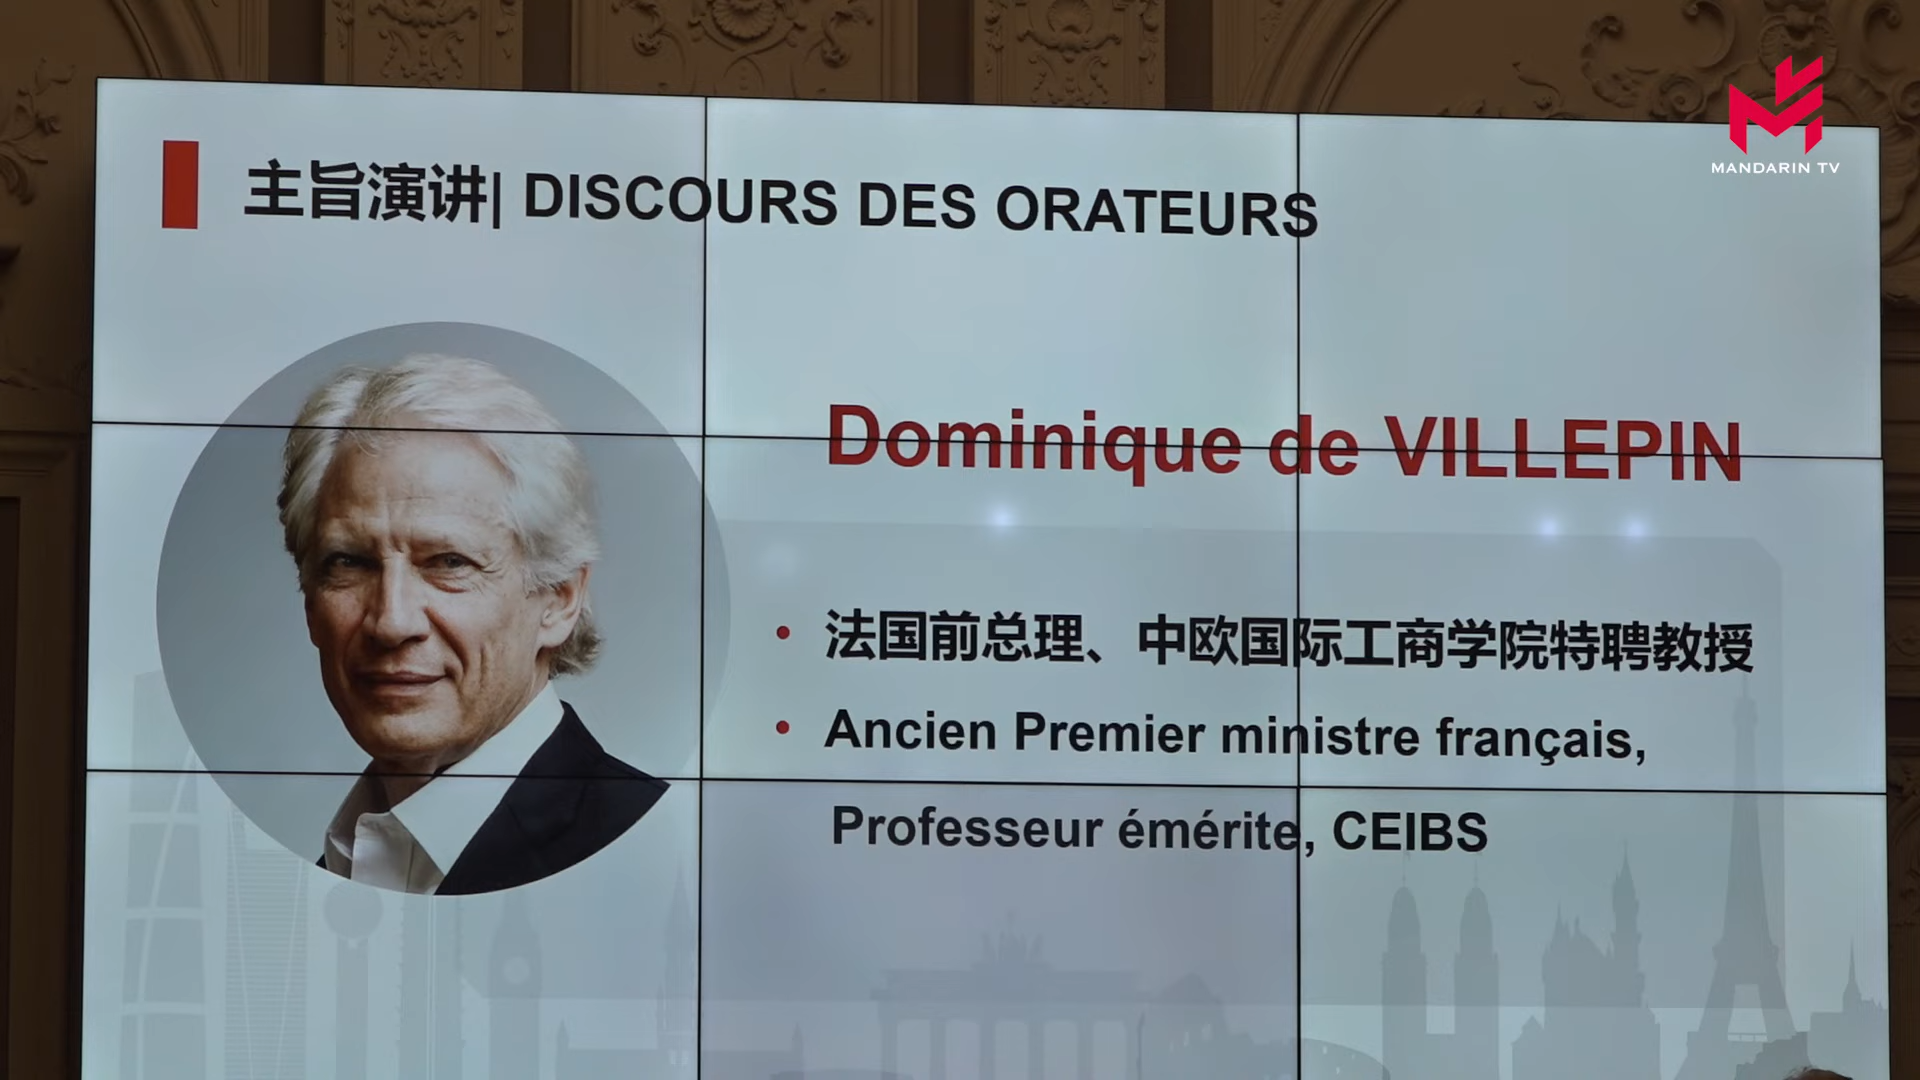 MANDARIN TV
主旨演讲| DISCOURS DES ORATEURS
Dominique de VILLEPIN
• 法国前总理、中欧国际工商学院特聘教授
• Ancien Premier ministre français,
Professeur émérite, CEIBS